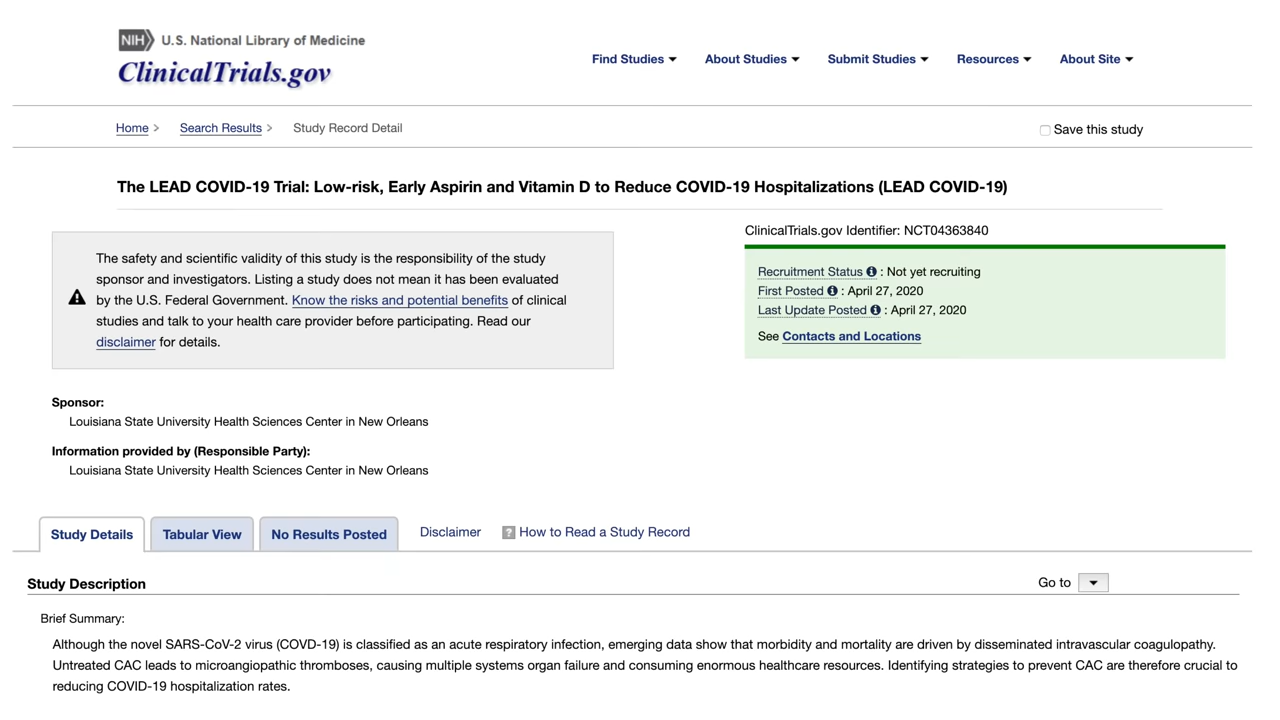 NIH U.S. National Library of Medicine
ClinicalTrials.gov
Find Studies About Studies Submit Studies Resources About Site
Home > Search Results > Study Record Detail
Save this study
The LEAD COVID-19 Trial: Low-risk, Early Aspirin and Vitamin D to Reduce COVID-19 Hospitalizations (LEAD COVID-19)
The safety and scientific validity of this study is the responsibility of the study
sponsor and investigators. Listing a study does not mean it has been evaluated
by the U.S. Federal Government. Know the risks and potential benefits of clinical
studies and talk to your health care provider before participating. Read our
disclaimer for details.
ClinicalTrials.gov Identifier: NCT04363840
Recruitment Status : Not yet recruiting
First Posted : April 27, 2020
Last Update Posted : April 27, 2020
See Contacts and Locations
Sponsor:
Louisiana State University Health Sciences Center in New Orleans
Information provided by (Responsible Party):
Louisiana State University Health Sciences Center in New Orleans
Study Details Tabular View No Results Posted Disclaimer ? How to Read a Study Record
Study Description
Go to
Brief Summary:
Although the novel SARS-CoV-2 virus (COVD-19) is classified as an acute respiratory infection, emerging data show that morbidity and mortality are driven by disseminated intravascular coagulopathy.
Untreated CAC leads to microangiopathic thromboses, causing multiple systems organ failure and consuming enormous healthcare resources. Identifying strategies to prevent CAC are therefore crucial to
reducing COVID-19 hospitalization rates.